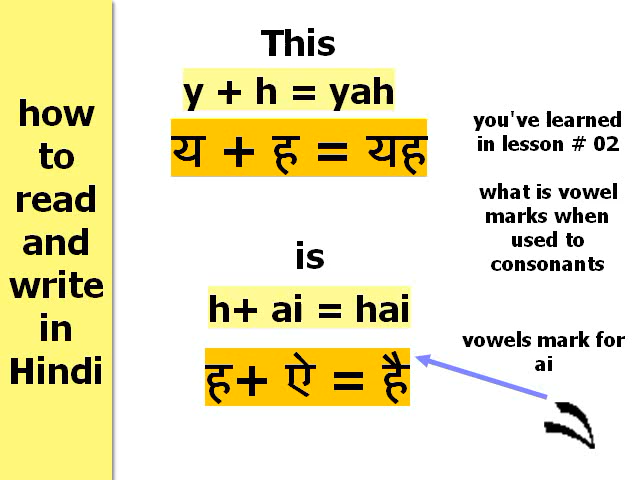 how
to
read
and
write
in
Hindi
This
y + h = yah
य + ह = यह
is
h+ ai = hai
ह+ ऐ = है
you've learned
in lesson # 02
what is vowel
marks when
used to
consonants
vowels mark for
ai